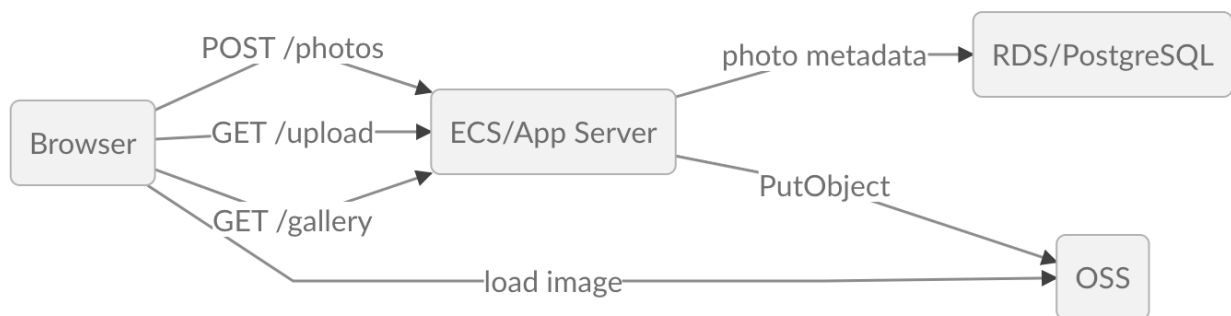 POST /photos
photo metadata
RDS/PostgreSQL
Browser
GET /upload
ECS/App Server
PutObject
GET /gallery
load image
OSS